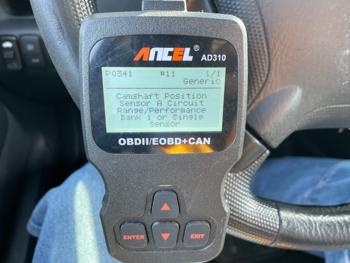 ANCEL®
AD310
P0341 #11 1/1
Generic
Camshaft Position
Sensor A Circuit
Range/Performance
Bank 1 or Single
Sensor
OBDII/EOBD+CAN
ENTER
EXIT